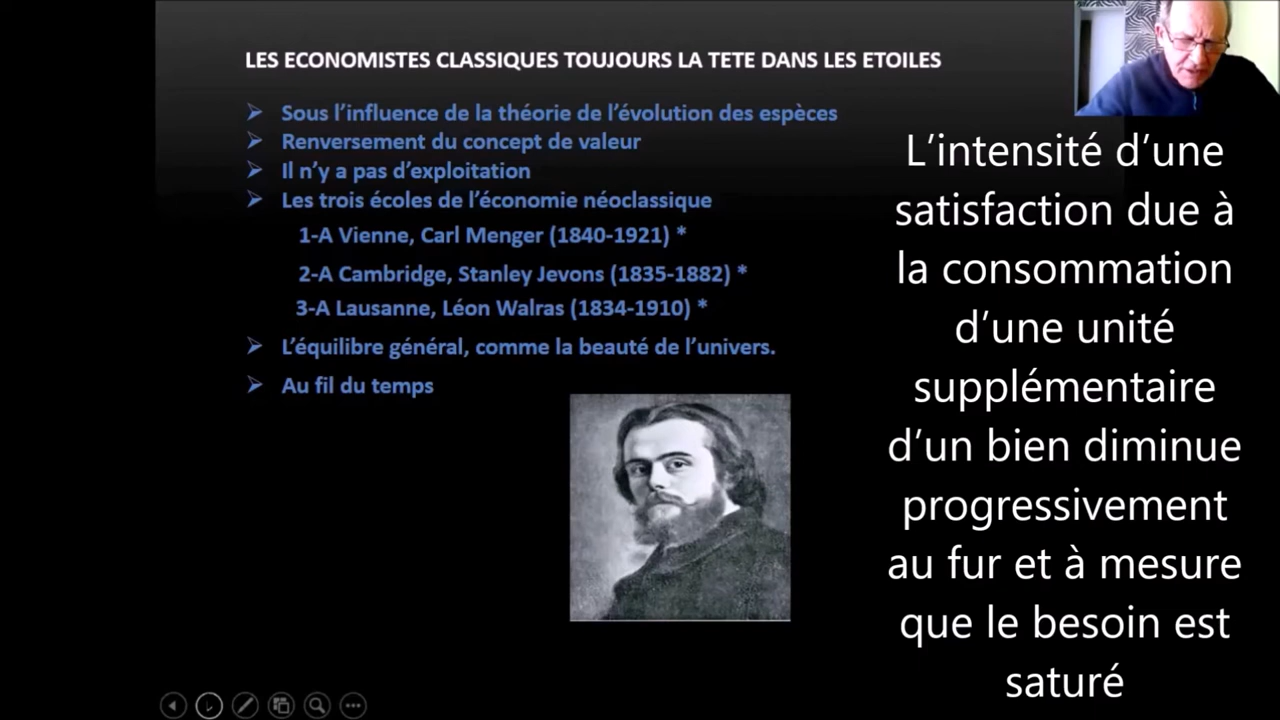 LES ECONOMISTES CLASSIQUES TOUJOURS LA TETE DANS LES ETOILES
Sous l’influence de la théorie de l’évolution des espèces
Renversement du concept de valeur
Il n’y a pas d’exploitation
Les trois écoles de l’économie néoclassique
1-A Vienne, Carl Menger (1840-1921) *
2-A Cambridge, Stanley Jevons (1835-1882) *
3-A Lausanne, Léon Walras (1834-1910) *
L’équilibre général, comme la beauté de l’univers.
Au fil du temps
L’intensité d’une
satisfaction due à
la consommation
d’une unité
supplémentaire
d’un bien diminue
progressivement
au fur et à mesure
que le besoin est
saturé